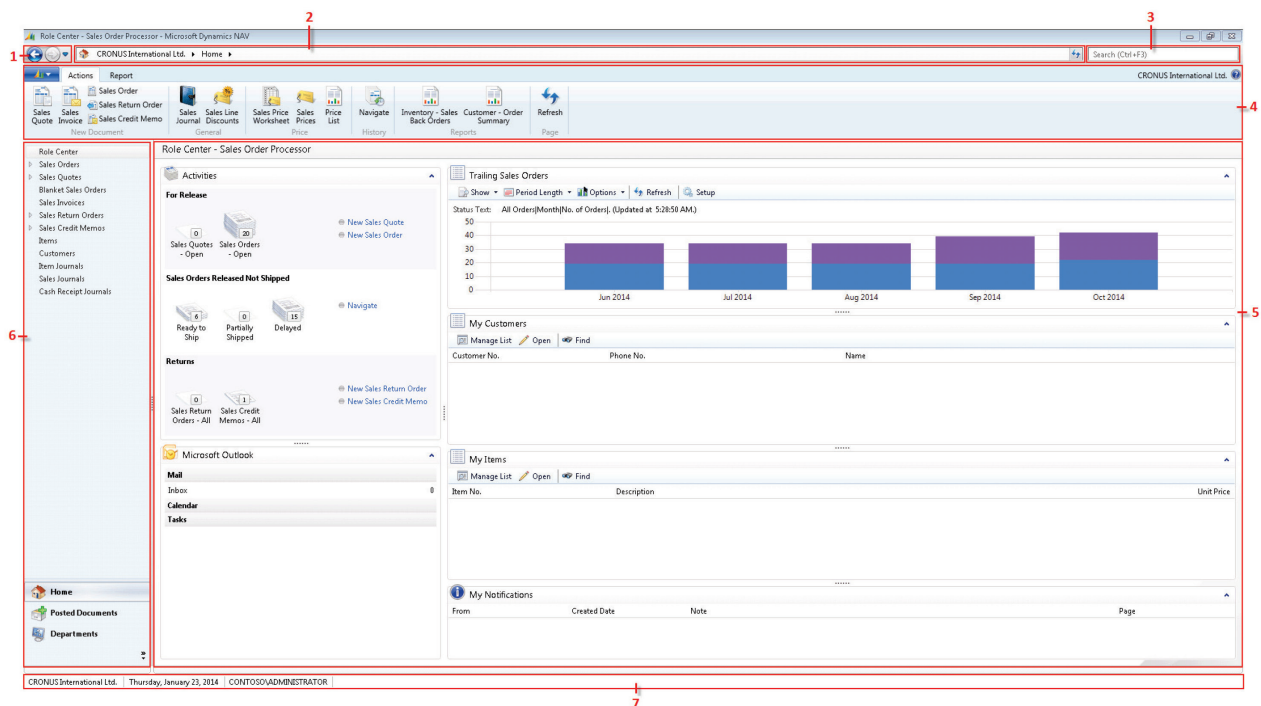 2
3
Role Center - Sales Order Processor - Microsoft Dynamics NAV
1
CRONUS International Ltd. Home
Search (Ctrl+F3)
Actions Report
CRONUS International Ltd.
Sales Quote
Sales Invoice
Sales Order
Sales Return Order
Sales Credit Memo
New Document
Sales Journal
Sales Line Discounts
General
Sales Price Worksheet
Sales Prices
Price List
Price
Navigate
History
Inventory - Sales Back Orders
Customer - Order Summary
Reports
Refresh
Page
4
Role Center
Sales Orders
Sales Quotes
Blanket Sales Orders
Sales Invoices
Sales Return Orders
Sales Credit Memos
Items
Customers
Item Journals
Sales Journals
Cash Receipt Journals
6
Home
Posted Documents
Departments
Role Center - Sales Order Processor
Activities
For Release
0
Sales Quotes - Open
20
Sales Orders - Open
New Sales Quote
New Sales Order
Sales Orders Released Not Shipped
6
Ready to Ship
0
Partially Shipped
15
Delayed
Navigate
Returns
0
Sales Return Orders - All
1
Sales Credit Memos - All
New Sales Return Order
New Sales Credit Memo
Microsoft Outlook
Mail
Inbox 0
Calendar
Tasks
Trailing Sales Orders
Show Period Length Options Refresh Setup
Status Text: All Orders|Month|No. of Orders|. (Updated at 5:28:50 AM.)
50
40
30
20
10
0
Jun 2014 Jul 2014 Aug 2014 Sep 2014 Oct 2014
5
My Customers
Manage List Open Find
Customer No. Phone No. Name
My Items
Manage List Open Find
Item No. Description Unit Price
My Notifications
From Created Date Note Page
CRONUS International Ltd. Thursday, January 23, 2014 CONTOSO\ADMINISTRATOR
7